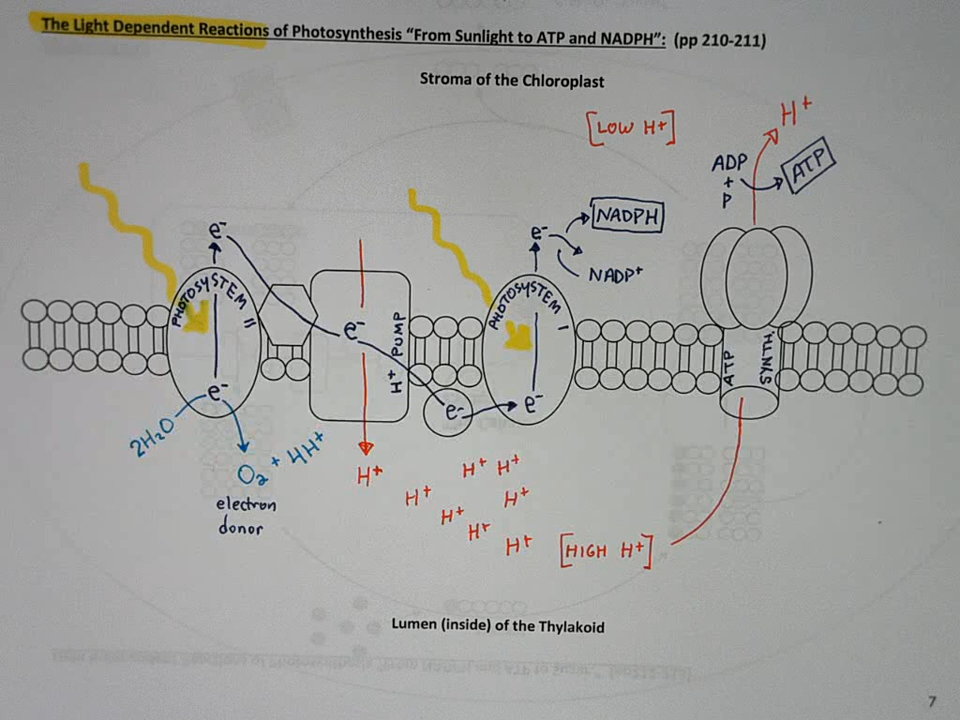 The Light Dependent Reactions of Photosynthesis “From Sunlight to ATP and NADPH”: (pp 210-211)
Stroma of the Chloroplast
[LOW H+]
H+
ADP
+
P
ATP
e-
e-
NADPH
NADP+
PHOTOSYSTEM II
e-
H+ PUMP
PHOTOSYSTEM I
ATP SYNTH.
e-
e-
e-
2H₂O
O₂ + 4H+
electron
donor
H+
H+ H+
H+
H+
H+
H+
H+
[HIGH H+]
Lumen (inside) of the Thylakoid
7